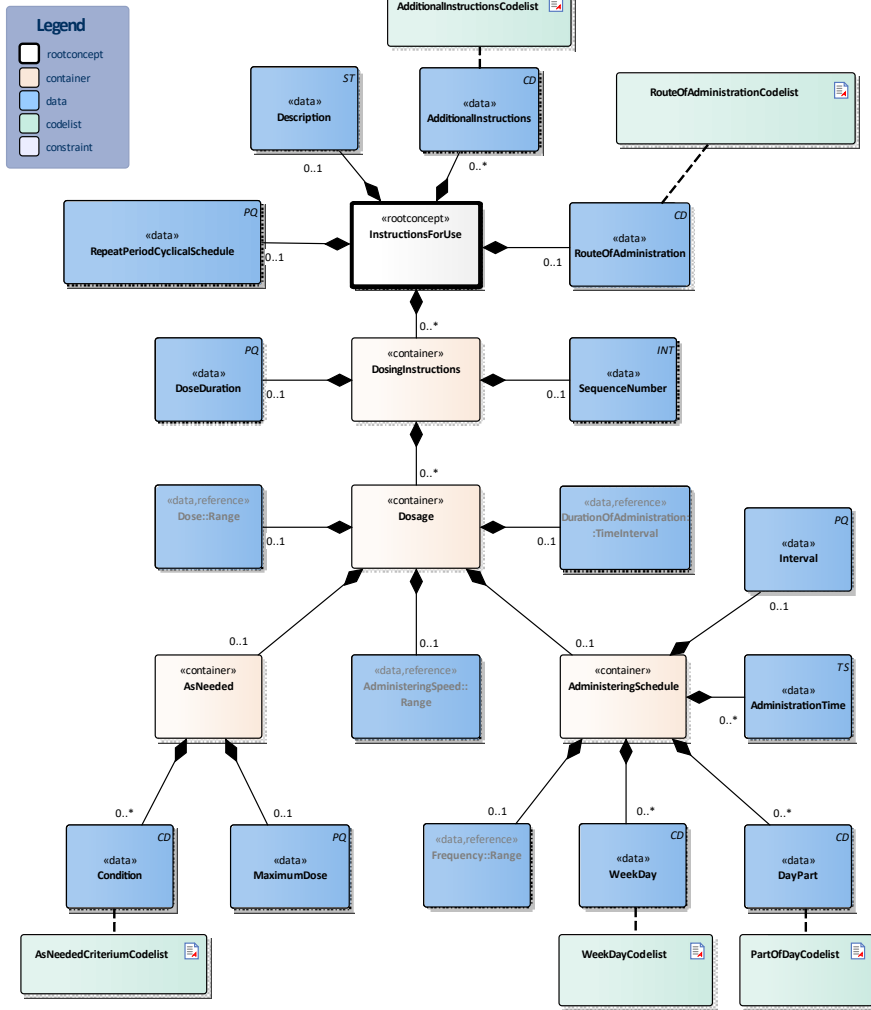 AdditionalInstructionsCodelist
Legend
rootconcept
container
data
codelist
constraint
ST
«data»
Description
0..1
CD
«data»
AdditionalInstructions
0..*
RouteOfAdministrationCodelist
PQ
«data»
RepeatPeriodCyclicalSchedule
0..1
«rootconcept»
InstructionsForUse
CD
«data»
RouteOfAdministration
0..1
0..*
PQ
«data»
DoseDuration
0..1
«container»
DosingInstructions
INT
«data»
SequenceNumber
0..1
0..*
«data,reference»
Dose::Range
0..1
«container»
Dosage
«data,reference»
DurationOfAdministration:
:TimeInterval
0..1
PQ
«data»
Interval
0..1
0..1
0..1
0..1
«container»
AsNeeded
«data,reference»
AdministeringSpeed::
Range
«container»
AdministeringSchedule
TS
«data»
AdministrationTime
0..*
0..*
0..1
0..1
0..*
0..*
CD
«data»
Condition
PQ
«data»
MaximumDose
«data,reference»
Frequency::Range
CD
«data»
WeekDay
CD
«data»
DayPart
AsNeededCriteriumCodelist
WeekDayCodelist
PartOfDayCodelist